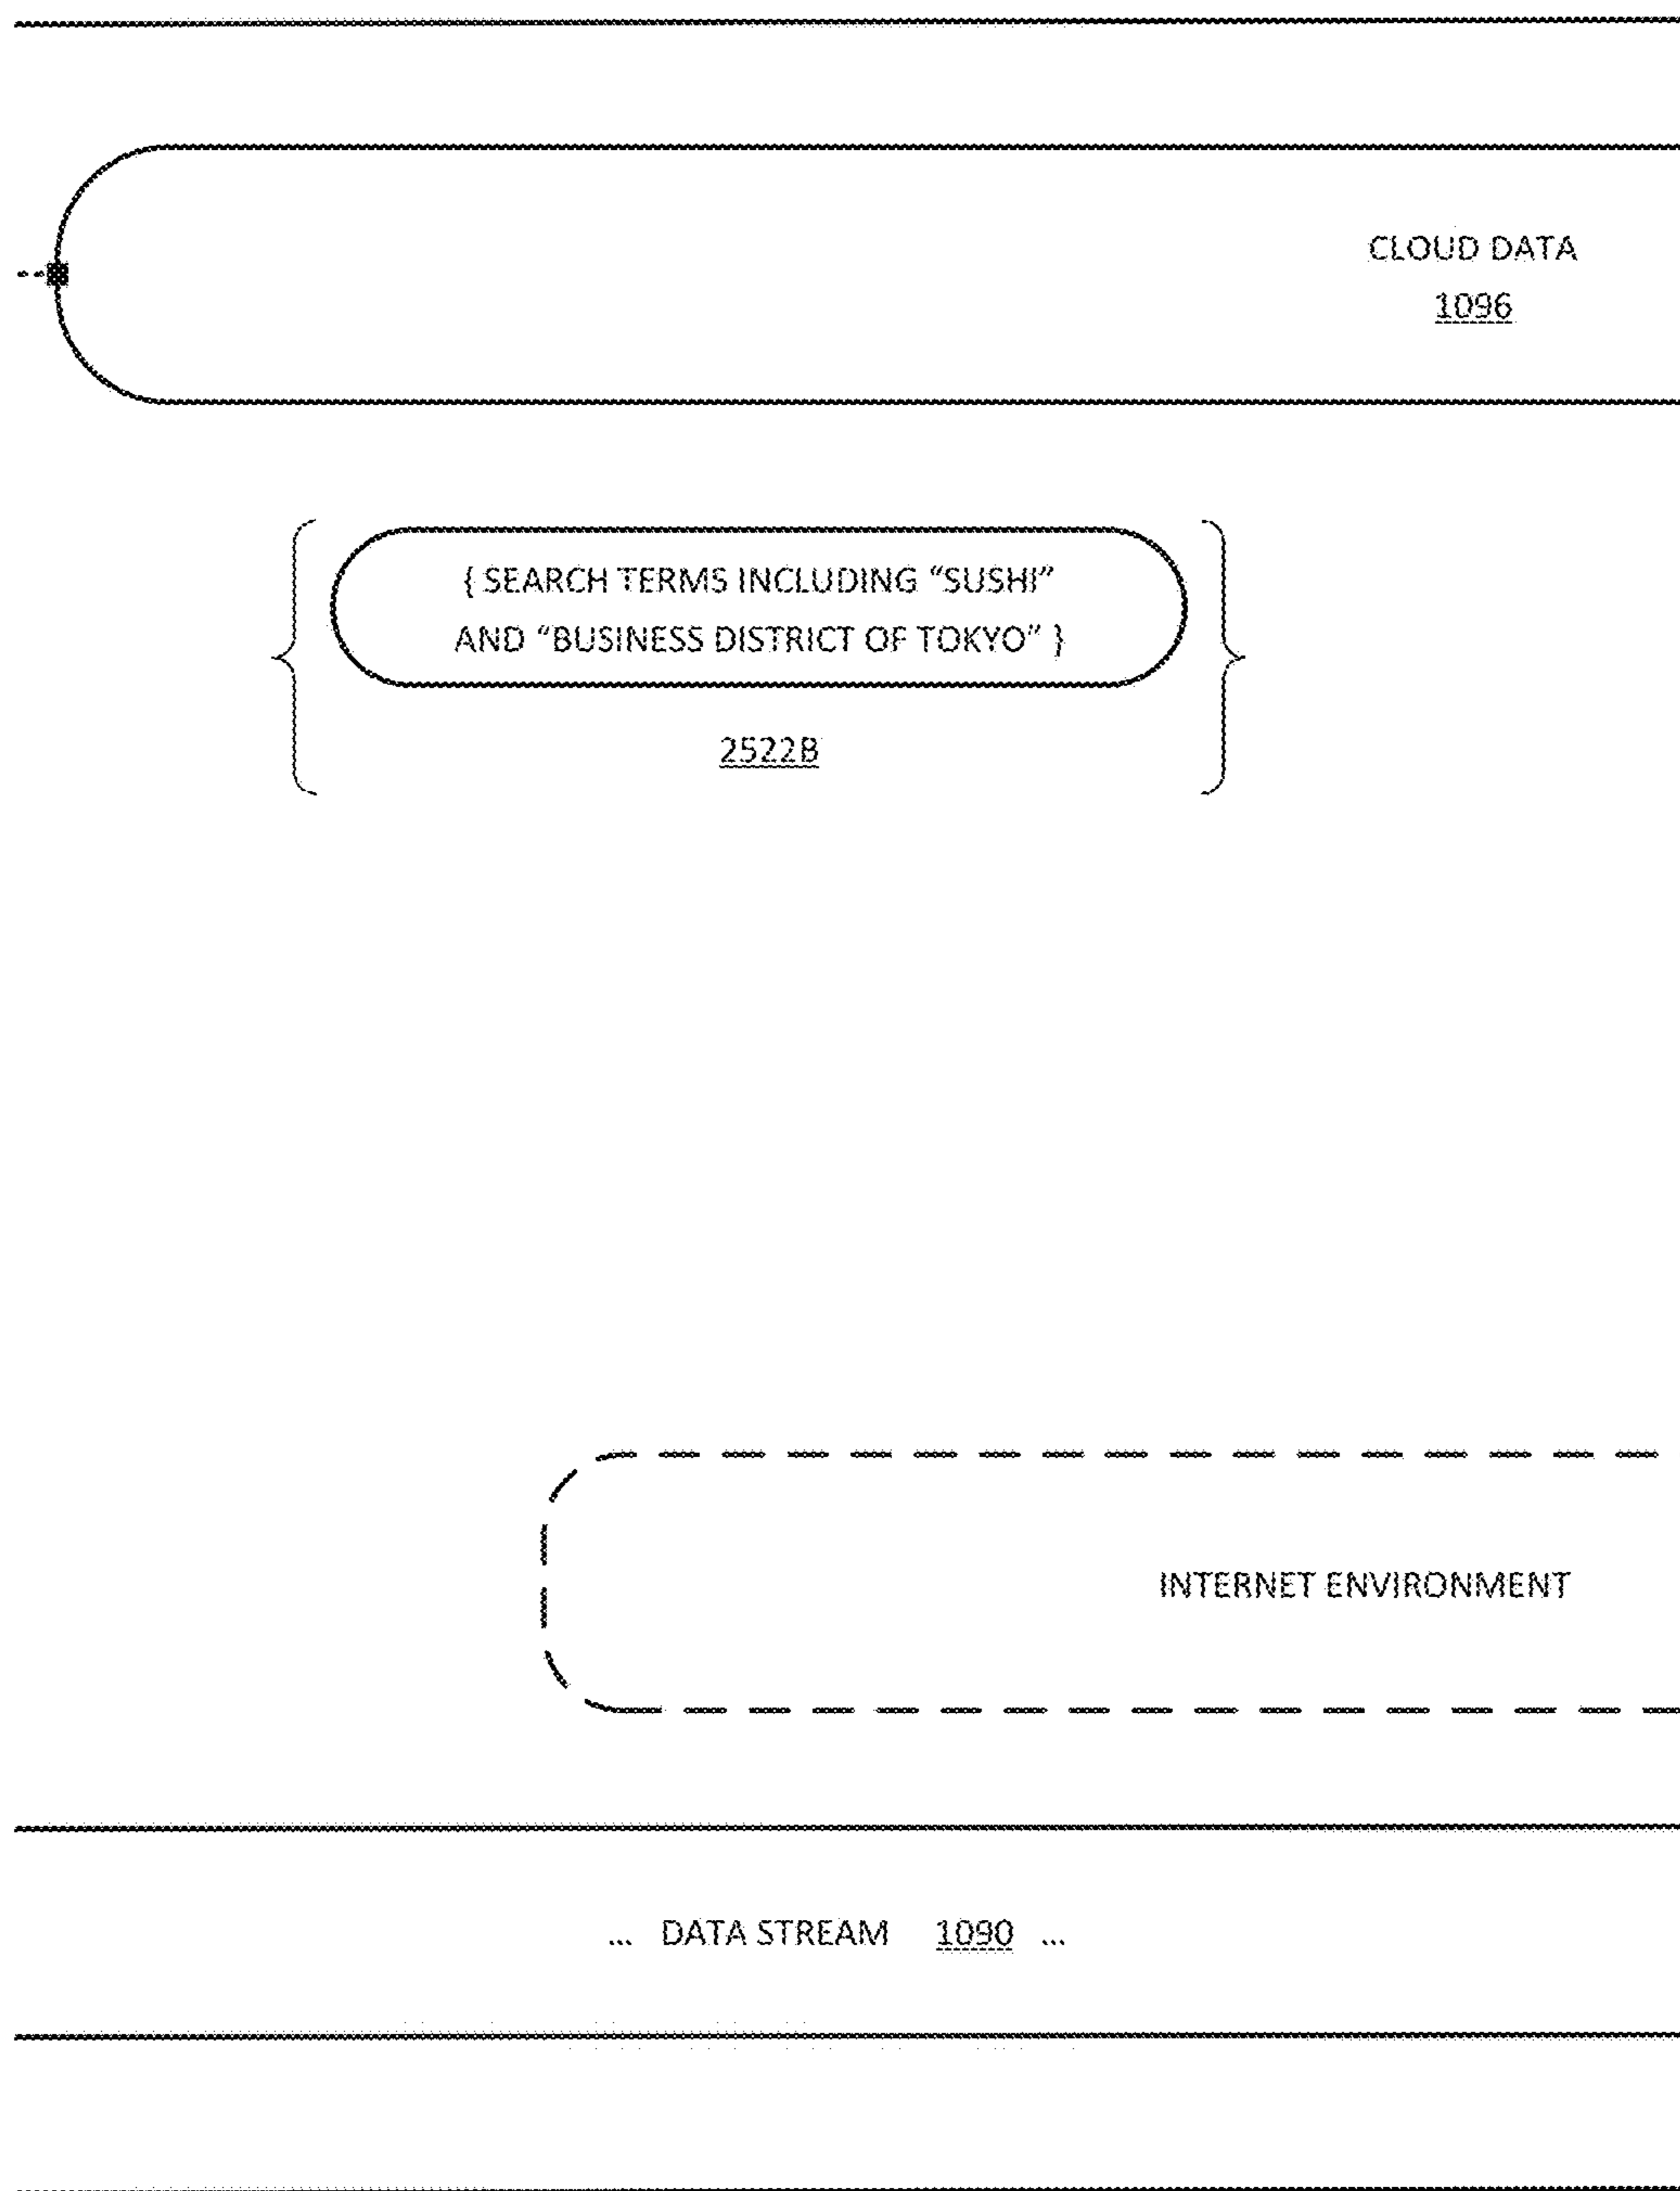 CLOUD DATA
1096
{ SEARCH TERMS INCLUDING “SUSHI”
AND “BUSINESS DISTRICT OF TOKYO” }
2522B
INTERNET ENVIRONMENT
... DATA STREAM 1090 ...